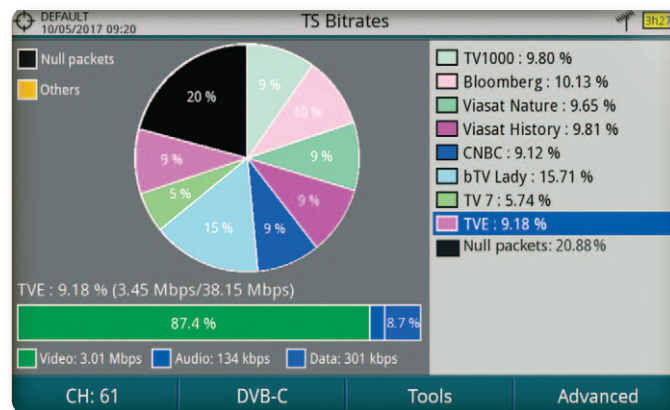 DEFAULT
10/05/2017 09:20
TS Bitrates
3h27
Null packets
Others
20 %
9 %
10 %
9 %
9 %
9 %
15 %
5 %
9 %
TV1000 : 9.80 %
Bloomberg : 10.13 %
Viasat Nature : 9.65 %
Viasat History : 9.81 %
CNBC : 9.12 %
bTV Lady : 15.71 %
TV 7 : 5.74 %
TVE : 9.18 %
Null packets: 20.88%
TVE : 9.18 % (3.45 Mbps/38.15 Mbps)
87.4 %
8.7 %
Video: 3.01 Mbps
Audio: 134 kbps
Data: 301 kbps
CH: 61
DVB-C
Tools
Advanced